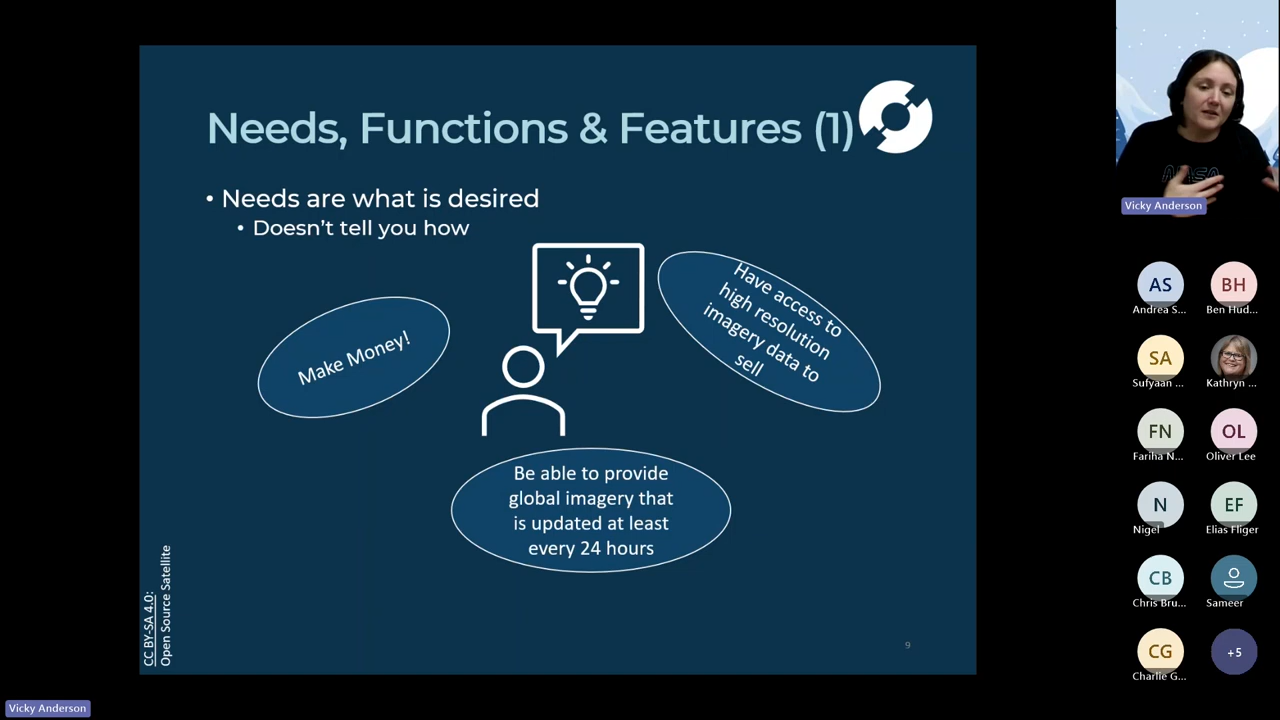 Needs, Functions & Features (1)
• Needs are what is desired
• Doesn't tell you how
Make Money!
Have access to
high resolution
imagery data to
sell
Be able to provide
global imagery that
is updated at least
every 24 hours
CC BY-SA 4.0:
Open Source Satellite
9
Vicky Anderson
AS
BH
Andrea S...
Ben Hud...
SA
Sufyaan ...
Kathryn ...
FN
OL
Fariha N...
Oliver Lee
N
EF
Nigel
Elias Fliger
CB
Chris Bru...
Sameer
CG
+5
Charlie G...
Vicky Anderson